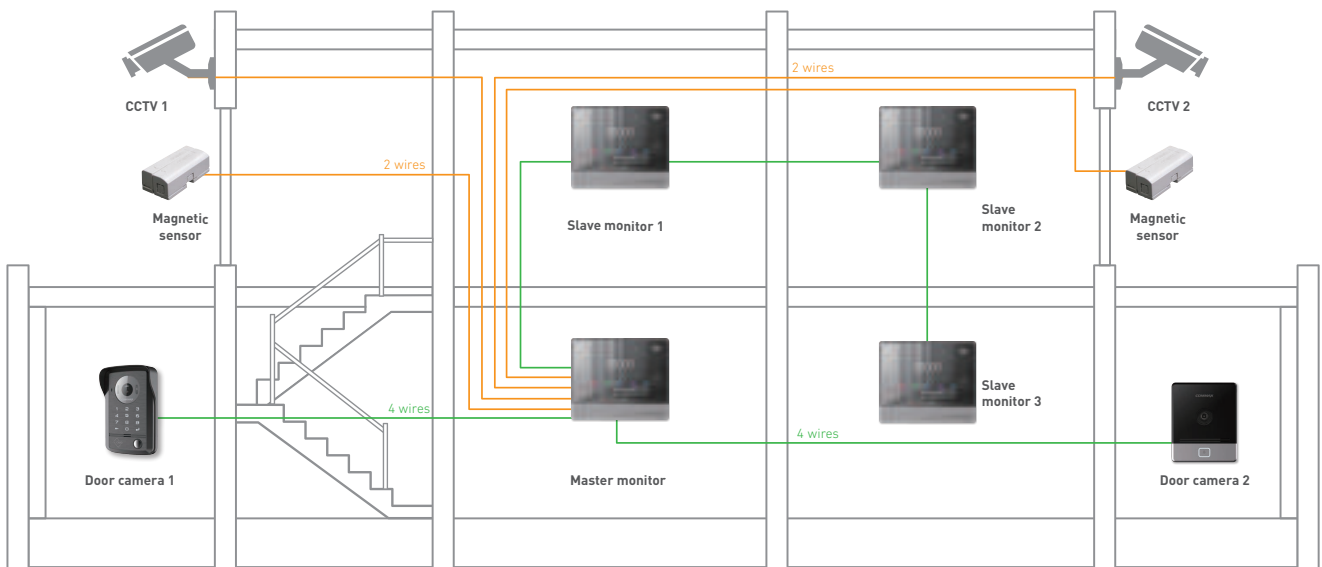 2 wires
CCTV 1
CCTV 2
2 wires
Magnetic
sensor
Slave monitor 1
Slave
monitor 2
Magnetic
sensor
Slave
monitor 3
4 wires
4 wires
Door camera 1
Master monitor
Door camera 2